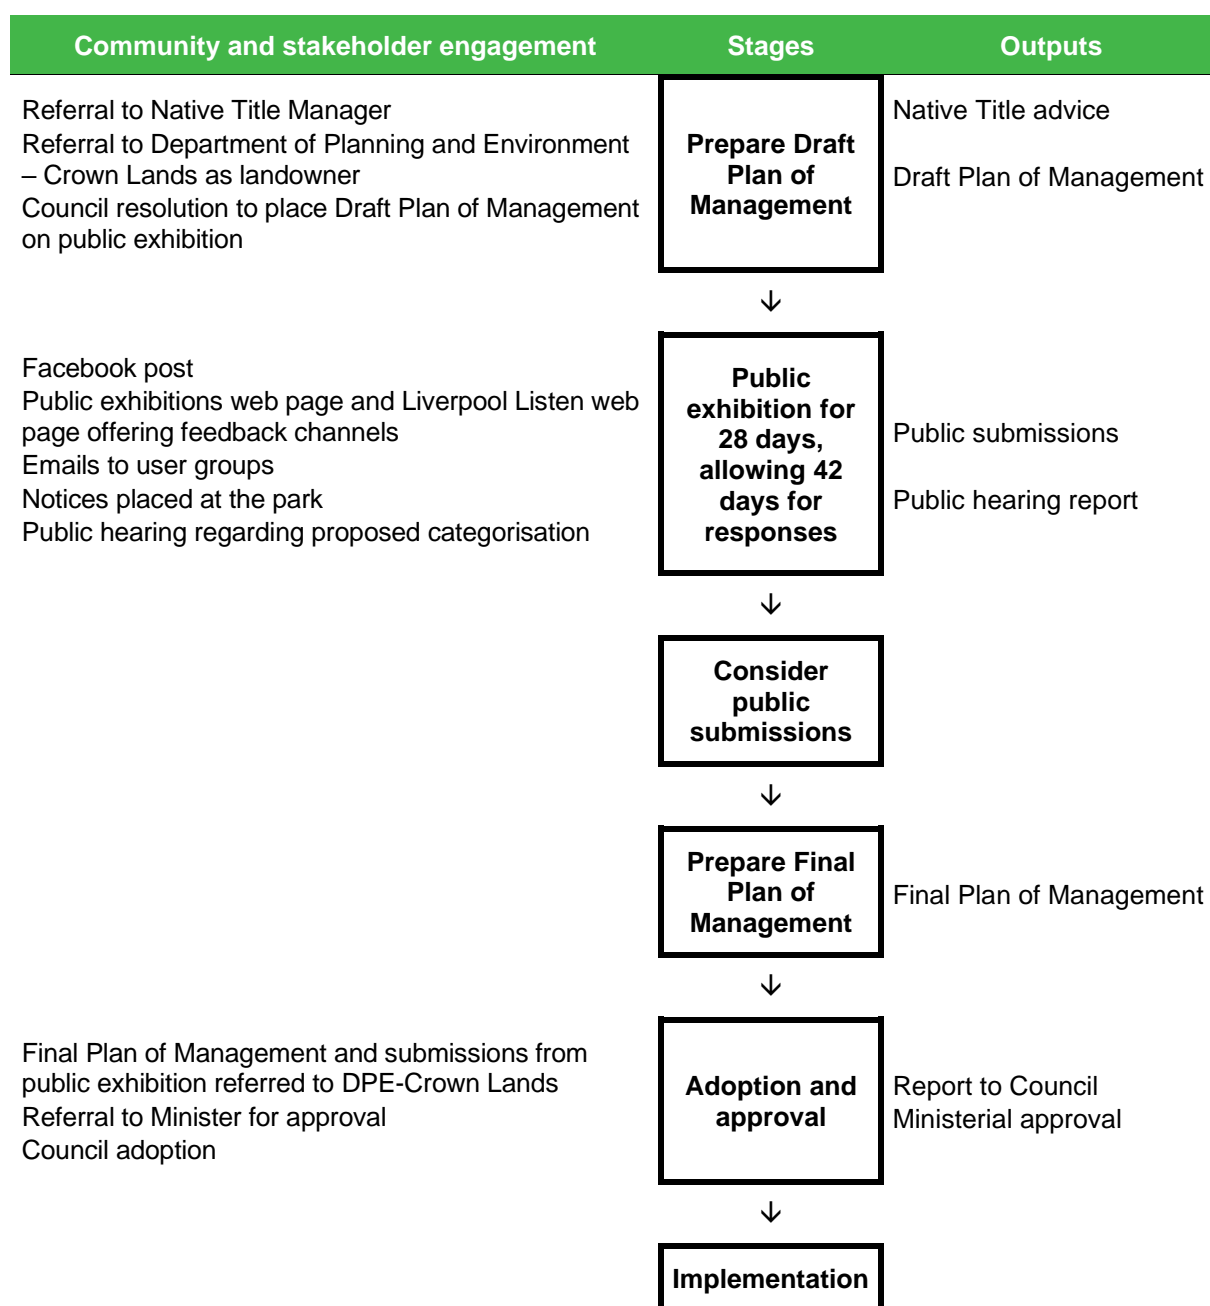 Community and stakeholder engagement
Stages
Outputs
Referral to Native Title Manager
Referral to Department of Planning and Environment
– Crown Lands as landowner
Council resolution to place Draft Plan of Management
on public exhibition
Prepare Draft
Plan of
Management
Native Title advice
Draft Plan of Management
↓
Facebook post
Public exhibitions web page and Liverpool Listen web
page offering feedback channels
Emails to user groups
Notices placed at the park
Public hearing regarding proposed categorisation
Public
exhibition for
28 days,
allowing 42
days for
responses
Public submissions
Public hearing report
↓
Consider
public
submissions
↓
Prepare Final
Plan of
Management
Final Plan of Management
↓
Final Plan of Management and submissions from
public exhibition referred to DPE-Crown Lands
Referral to Minister for approval
Council adoption
Adoption and
approval
Report to Council
Ministerial approval
↓
Implementation